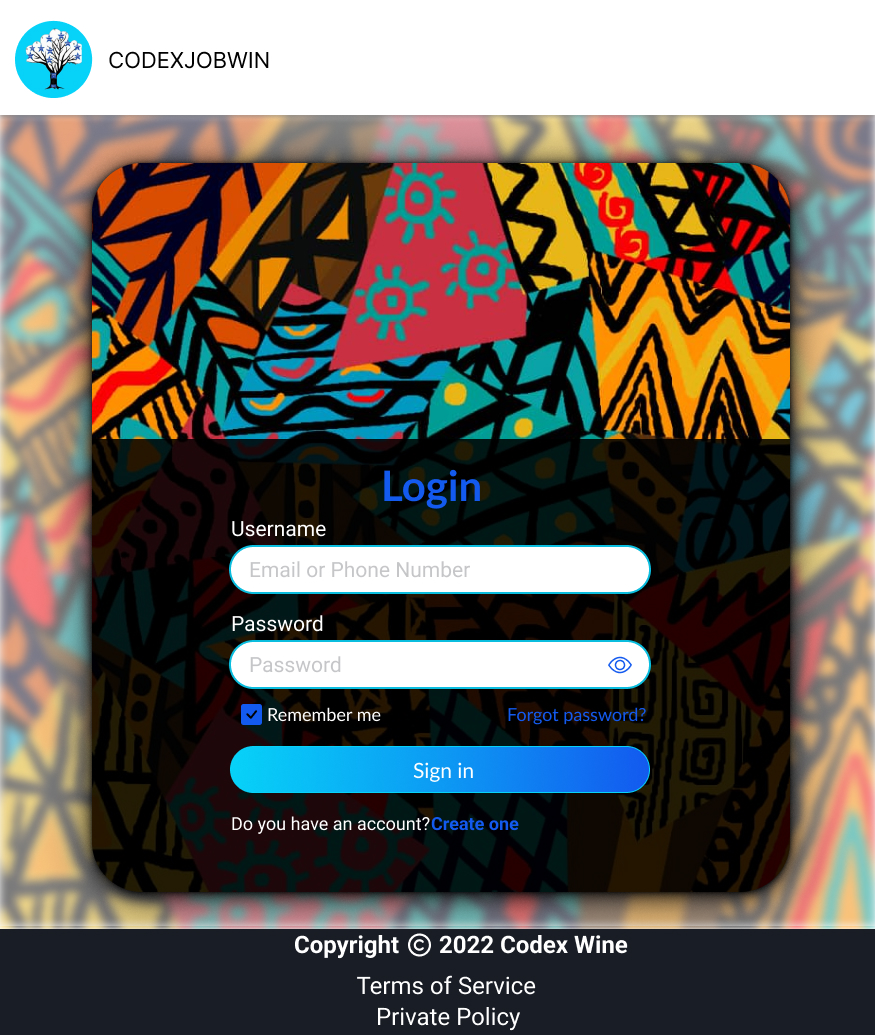 CODEXJOBWIN
Login
Username
Email or Phone Number
Password
Password
Remember me Forgot password?
Sign in
Do you have an account?Create one
Copyright © 2022 Codex Wine
Terms of Service
Private Policy